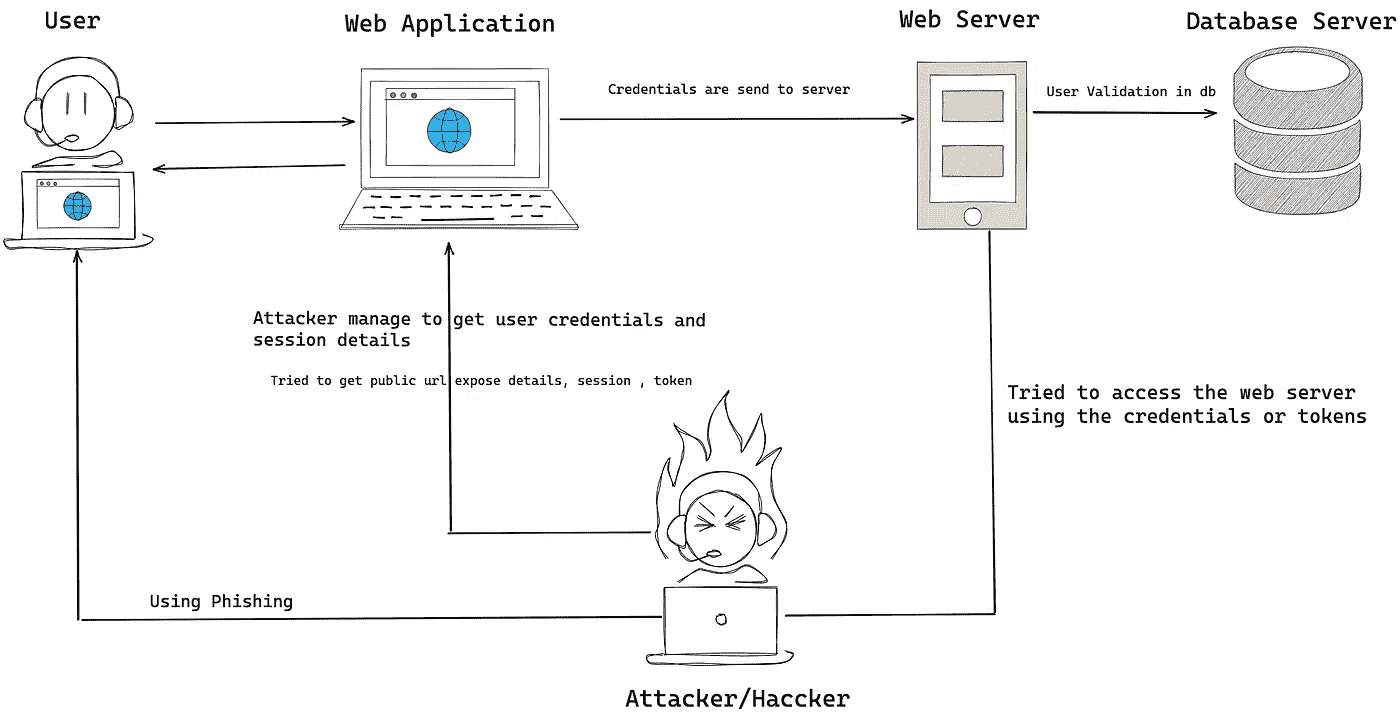 User
Web Application
Web Server
Database Server
Credentials are send to server
User Validation in db
Attacker manage to get user credentials and
session details
Tried to get public url expose details, session , token
Tried to access the web server
using the credentials or tokens
Using Phishing
Attacker/Haccker